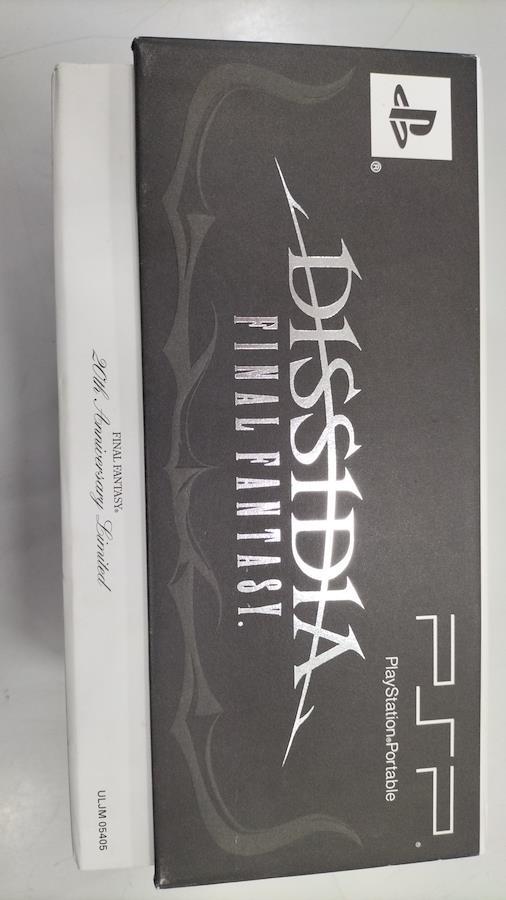 DISSIDIA
FINAL FANTASY.
PSP
PlayStation®Portable
FINAL FANTASY®
20th Anniversary Limited
ULJM 05405